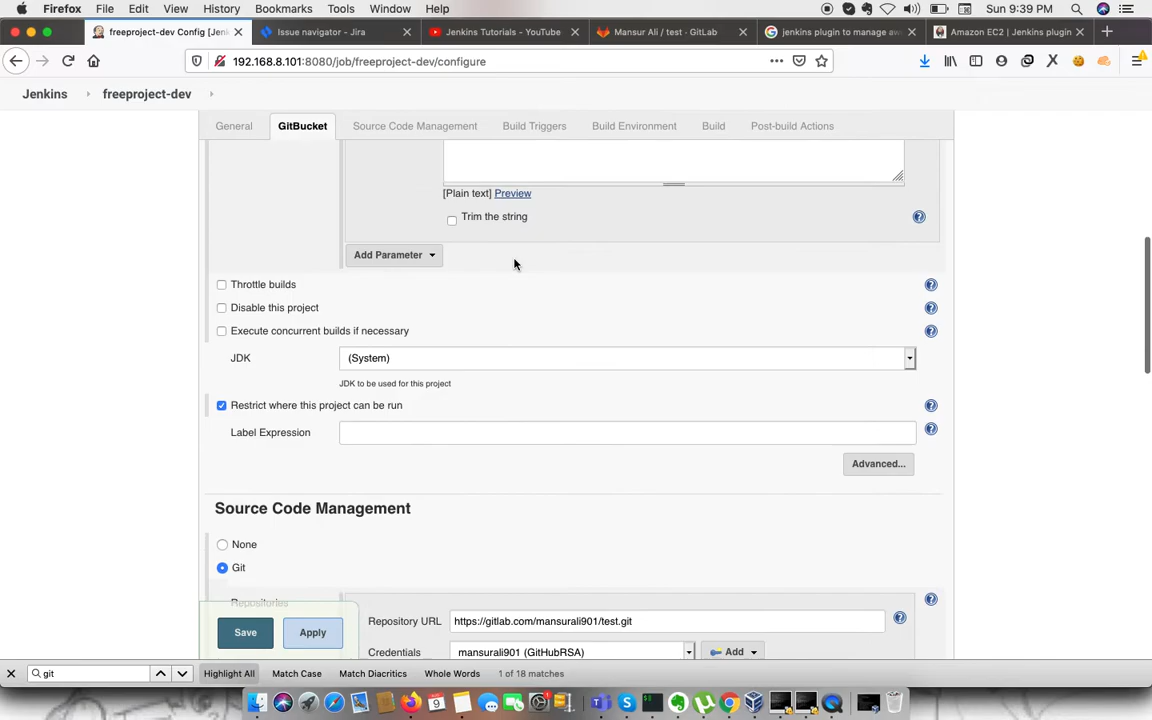 Firefox File Edit View History Bookmarks Tools Window Help Sun 9:39 PM
freeproject-dev Config [Jenk Issue navigator - Jira Jenkins Tutorials - YouTube Mansur Ali / test · GitLab jenkins plugin to manage aw Amazon EC2 | Jenkins plugin
192.168.8.101:8080/job/freeproject-dev/configure
Jenkins freeproject-dev
General GitBucket Source Code Management Build Triggers Build Environment Build Post-build Actions
[Plain text] Preview
Trim the string
Add Parameter
Throttle builds
Disable this project
Execute concurrent builds if necessary
JDK (System)
JDK to be used for this project
Restrict where this project can be run
Label Expression
Advanced...
Source Code Management
None
Git
Repositories
Repository URL https://gitlab.com/mansurali901/test.git
Save Apply
Credentials mansurali901 (GitHubRSA) Add
git Highlight All Match Case Match Diacritics Whole Words 1 of 18 matches